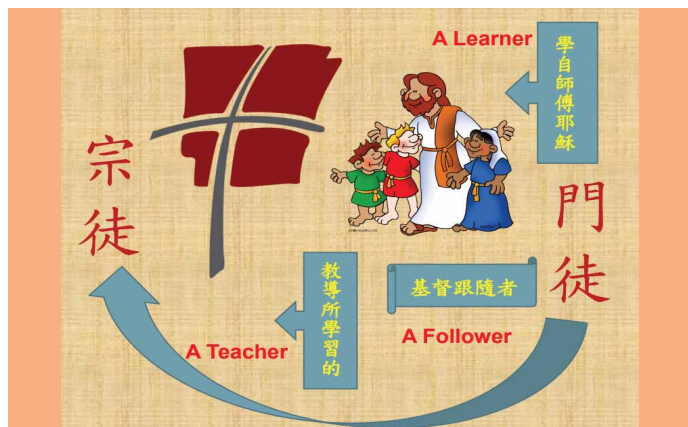 A Learner
學自師傅耶穌
宗徒
門徒
教導所學習的
基督跟隨者
A Teacher
A Follower